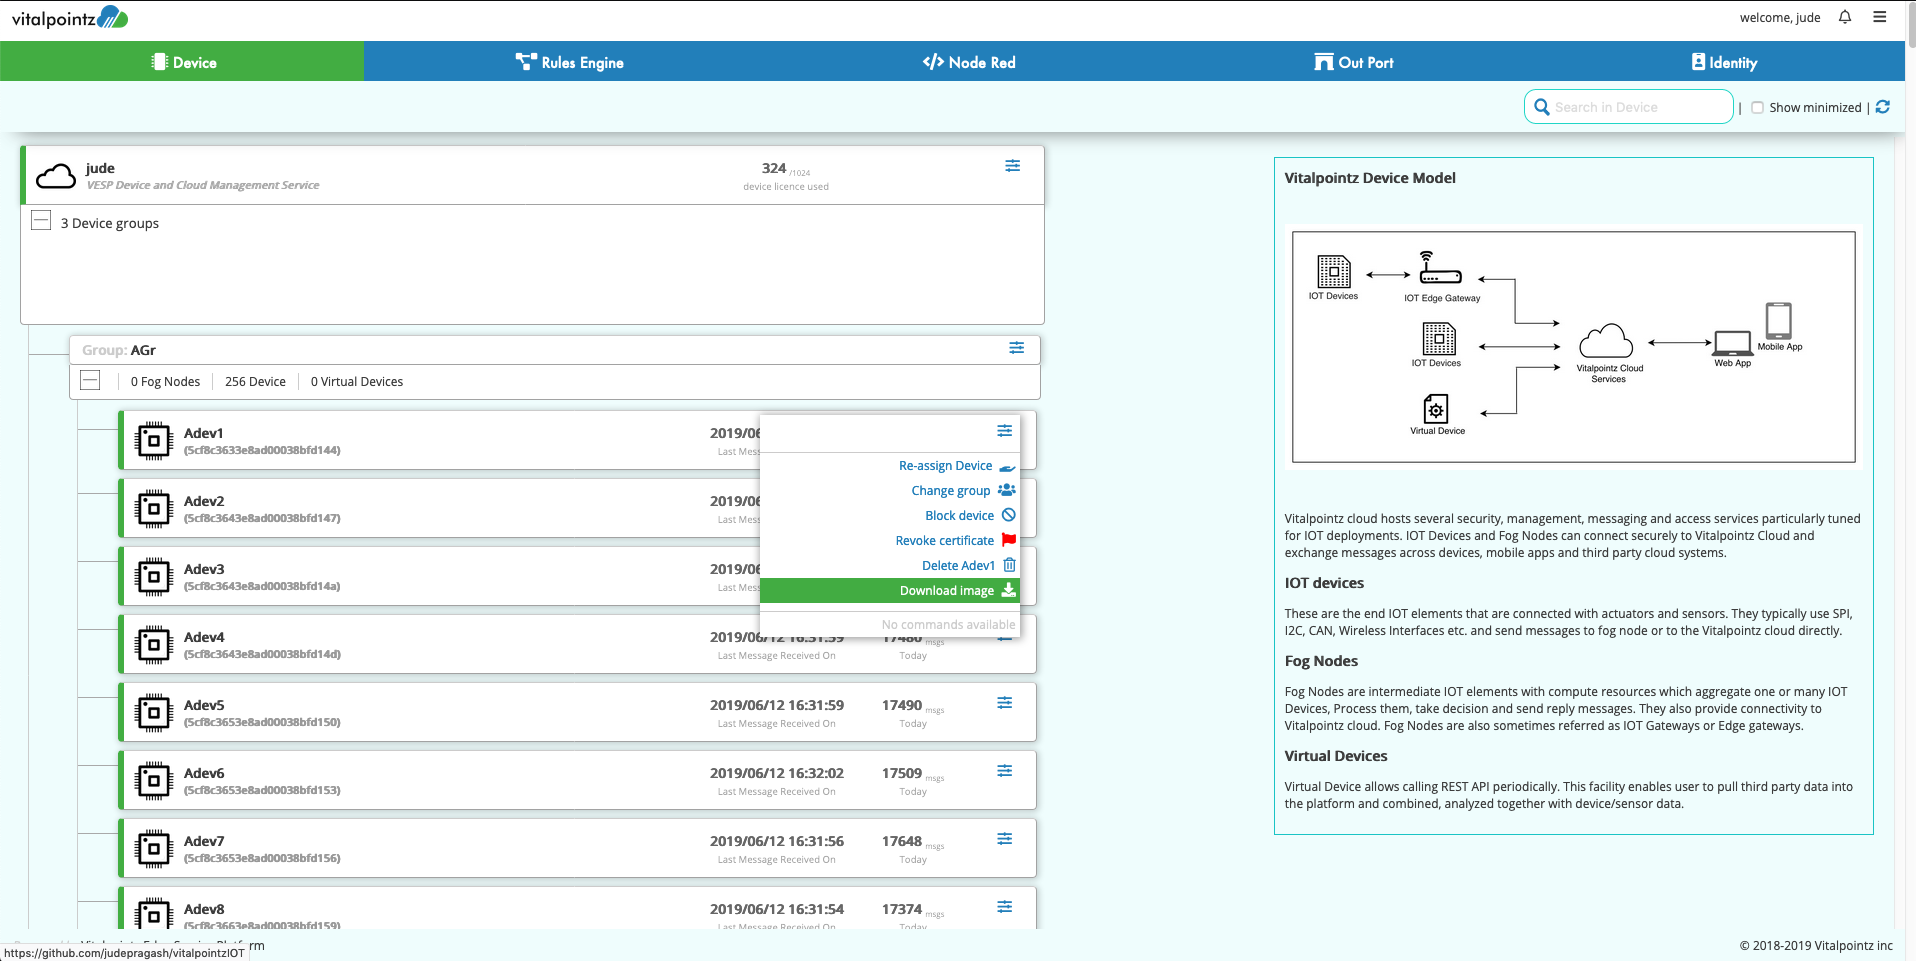 vitalpointz
welcome, jude
Device
Rules Engine
Node Red
Out Port
Identity
Search in Device
| Show minimized |
jude
VESP Device and Cloud Management Service
324 /1024
device licence used
3 Device groups
Group: AGr
0 Fog Nodes | 256 Device | 0 Virtual Devices
Adev1
(5cf8c3633e8ad00038bfd144)
2019/06
Last Mess
Adev2
(5cf8c3643e8ad00038bfd147)
2019/06
Last Mess
Adev3
(5cf8c3643e8ad00038bfd14a)
2019/06
Last Mess
Re-assign Device
Change group
Block device
Revoke certificate
Delete Adev1
Download image
No commands available
Adev4
(5cf8c3643e8ad00038bfd14d)
2019/06/12 16:31:59
Last Message Received On
17480 msgs
Today
Adev5
(5cf8c3653e8ad00038bfd150)
2019/06/12 16:31:59
Last Message Received On
17490 msgs
Today
Adev6
(5cf8c3653e8ad00038bfd153)
2019/06/12 16:32:02
Last Message Received On
17509 msgs
Today
Adev7
(5cf8c3653e8ad00038bfd156)
2019/06/12 16:31:56
Last Message Received On
17648 msgs
Today
Adev8
(5cf8c3663e8ad00038bfd159)
2019/06/12 16:31:54
Last Message Received On
17374 msgs
Today
Vitalpointz Device Model
IOT Devices
IOT Edge Gateway
IOT Devices
Virtual Device
Vitalpointz Cloud
Services
Web App
Mobile App
Vitalpointz cloud hosts several security, management, messaging and access services particularly tuned
for IOT deployments. IOT Devices and Fog Nodes can connect securely to Vitalpointz Cloud and
exchange messages across devices, mobile apps and third party cloud systems.
IOT devices
These are the end IOT elements that are connected with actuators and sensors. They typically use SPI,
I2C, CAN, Wireless Interfaces etc. and send messages to fog node or to the Vitalpointz cloud directly.
Fog Nodes
Fog Nodes are intermediate IOT elements with compute resources which aggregate one or many IOT
Devices, Process them, take decision and send reply messages. They also provide connectivity to
Vitalpointz cloud. Fog Nodes are also sometimes referred as IOT Gateways or Edge gateways.
Virtual Devices
Virtual Device allows calling REST API periodically. This facility enables user to pull third party data into
the platform and combined, analyzed together with device/sensor data.
https://github.com/judepragash/vitalpointzIOT
© 2018-2019 Vitalpointz inc